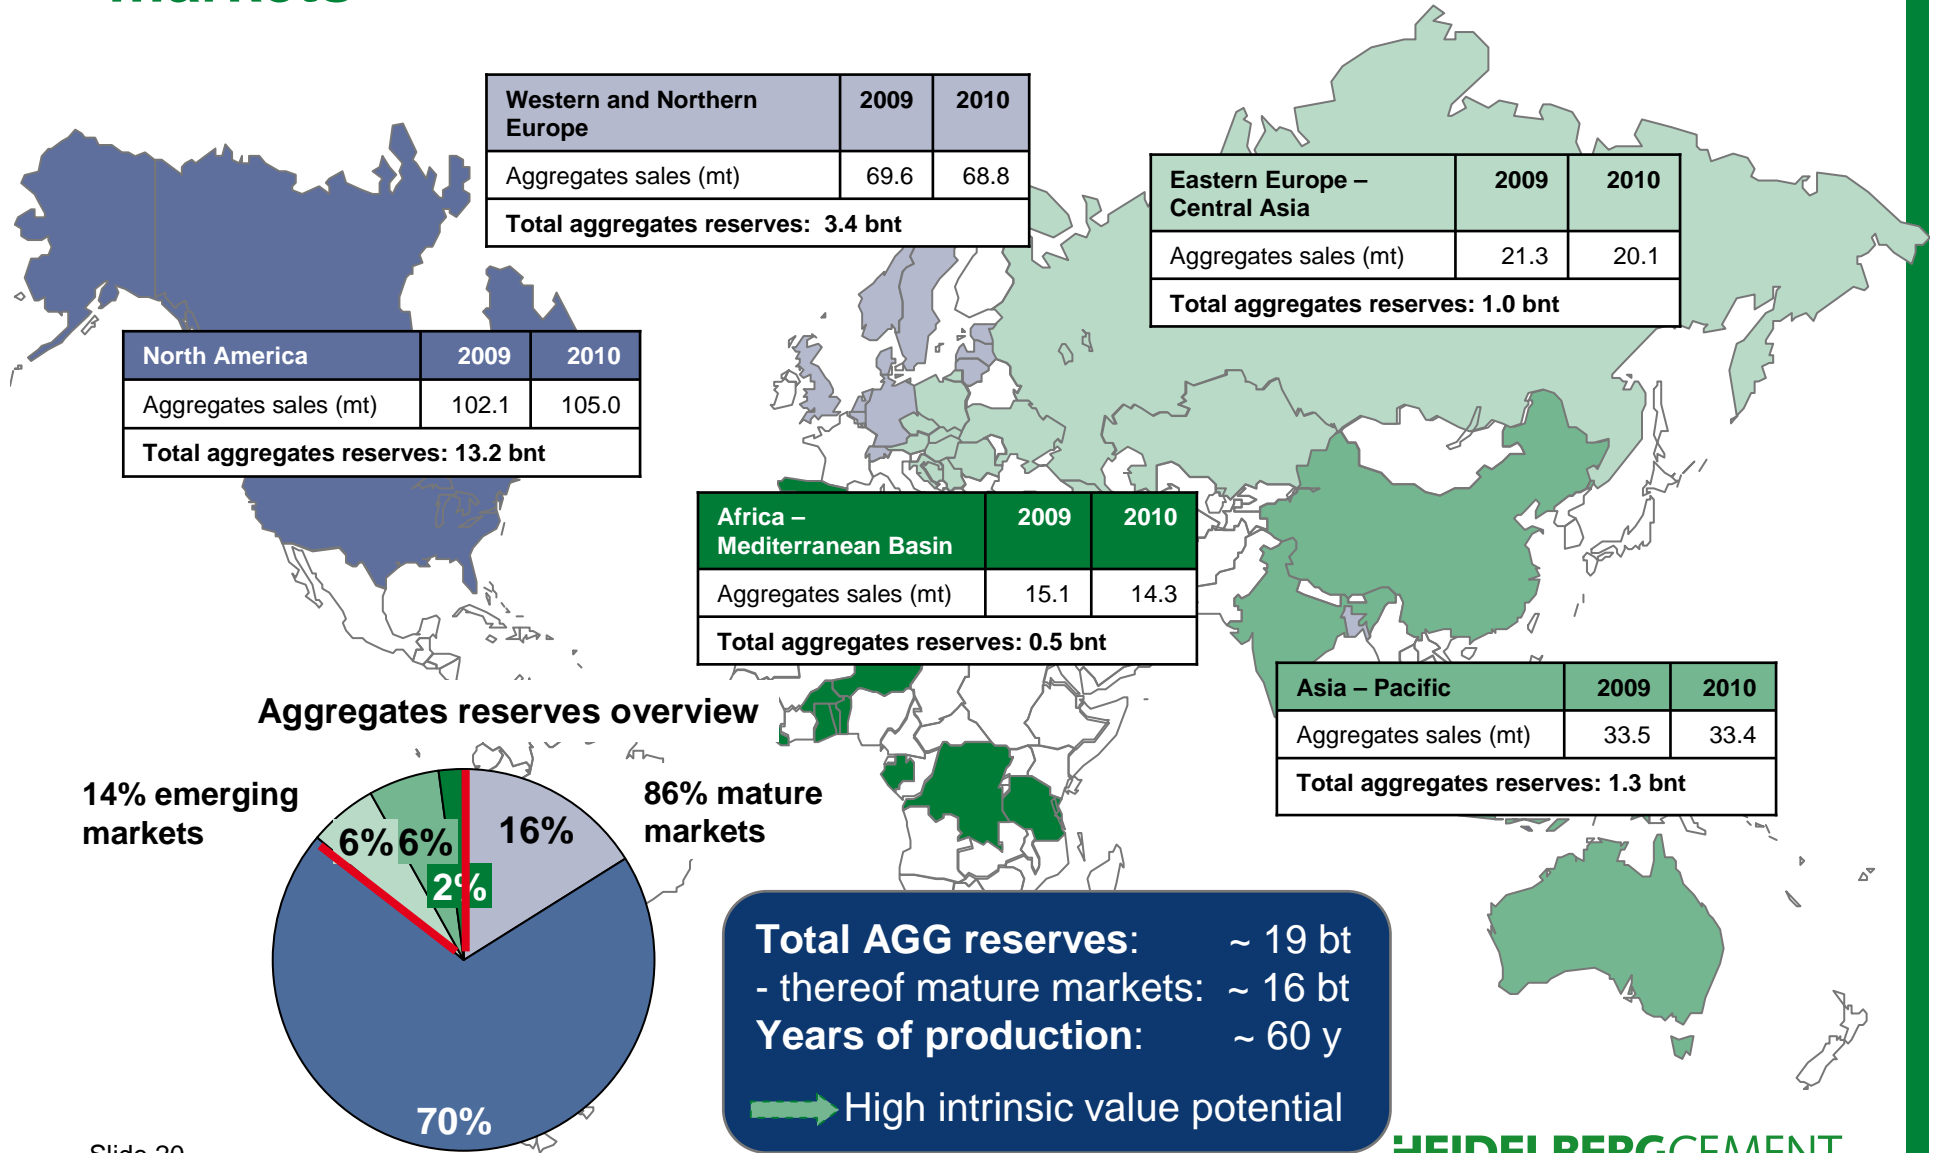 markets
Western and Northern Europe 2009 2010
Aggregates sales (mt) 69.6 68.8
Total aggregates reserves: 3.4 bnt
Eastern Europe – Central Asia 2009 2010
Aggregates sales (mt) 21.3 20.1
Total aggregates reserves: 1.0 bnt
North America 2009 2010
Aggregates sales (mt) 102.1 105.0
Total aggregates reserves: 13.2 bnt
Africa – Mediterranean Basin 2009 2010
Aggregates sales (mt) 15.1 14.3
Total aggregates reserves: 0.5 bnt
Asia – Pacific 2009 2010
Aggregates sales (mt) 33.5 33.4
Total aggregates reserves: 1.3 bnt
Aggregates reserves overview
14% emerging
markets
86% mature
markets
6% 6% 16%
2%
70%
Total AGG reserves: ~ 19 bt
- thereof mature markets: ~ 16 bt
Years of production: ~ 60 y
High intrinsic value potential
Slide 20
HEIDELBERGCEMENT